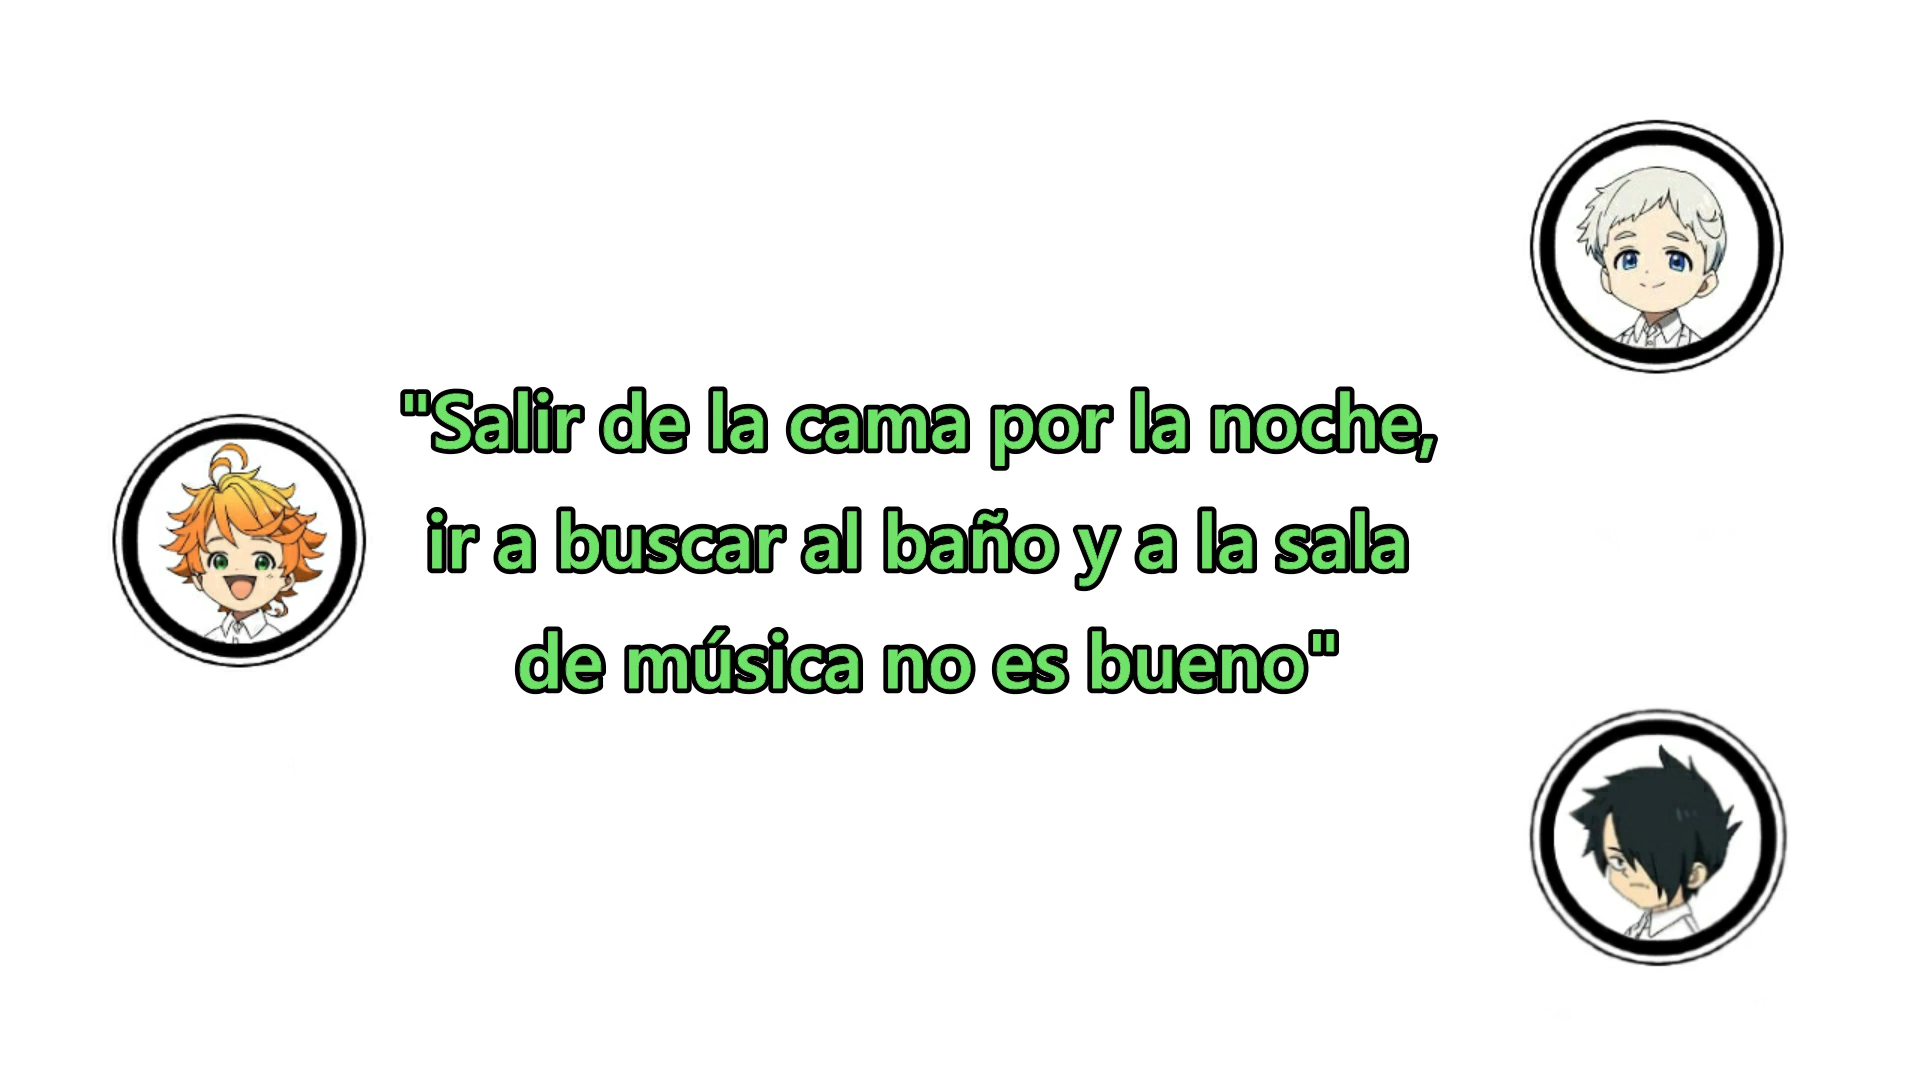 "Salir de la cama por la noche,
ir a buscar al baño y a la sala
de música no es bueno"